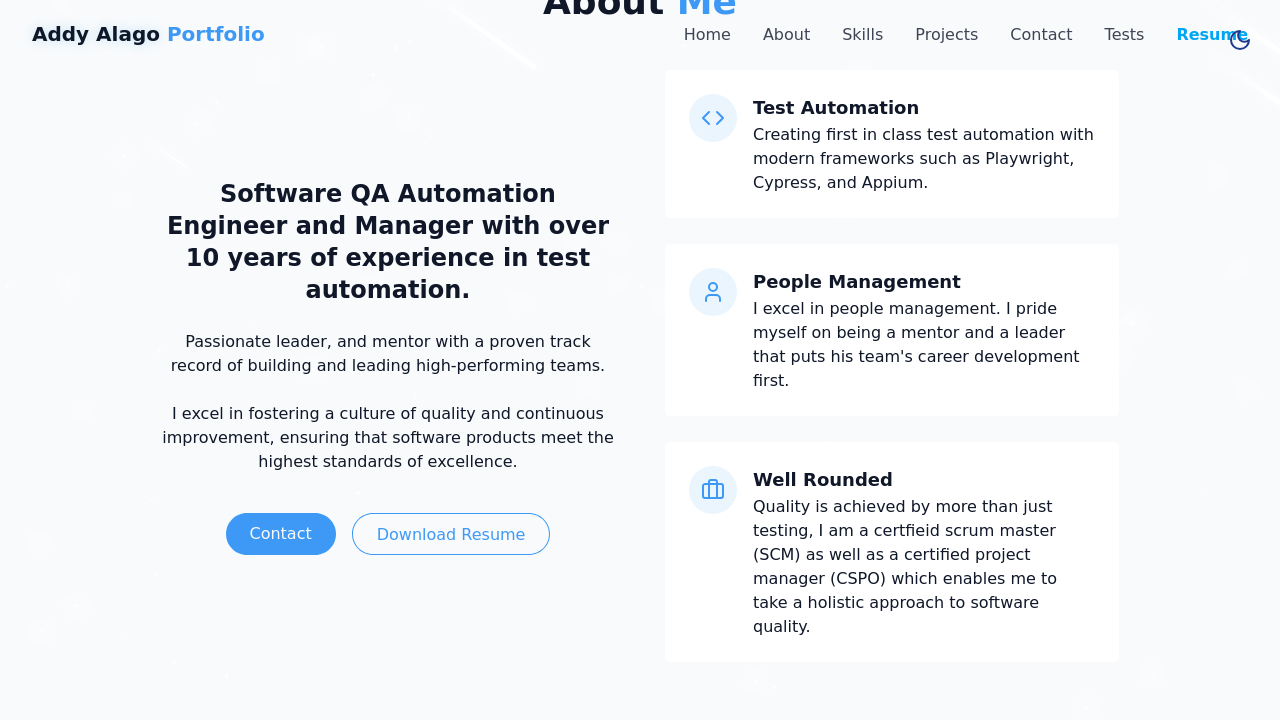 About Me
Addy Alago Portfolio
Home About Skills Projects Contact Tests Resume
Software QA Automation
Engineer and Manager with over
10 years of experience in test
automation.
Passionate leader, and mentor with a proven track
record of building and leading high-performing teams.
I excel in fostering a culture of quality and continuous
improvement, ensuring that software products meet the
highest standards of excellence.
Contact
Download Resume
Test Automation
Creating first in class test automation with
modern frameworks such as Playwright,
Cypress, and Appium.
People Management
I excel in people management. I pride
myself on being a mentor and a leader
that puts his team's career development
first.
Well Rounded
Quality is achieved by more than just
testing, I am a certfieid scrum master
(SCM) as well as a certified project
manager (CSPO) which enables me to
take a holistic approach to software
quality.